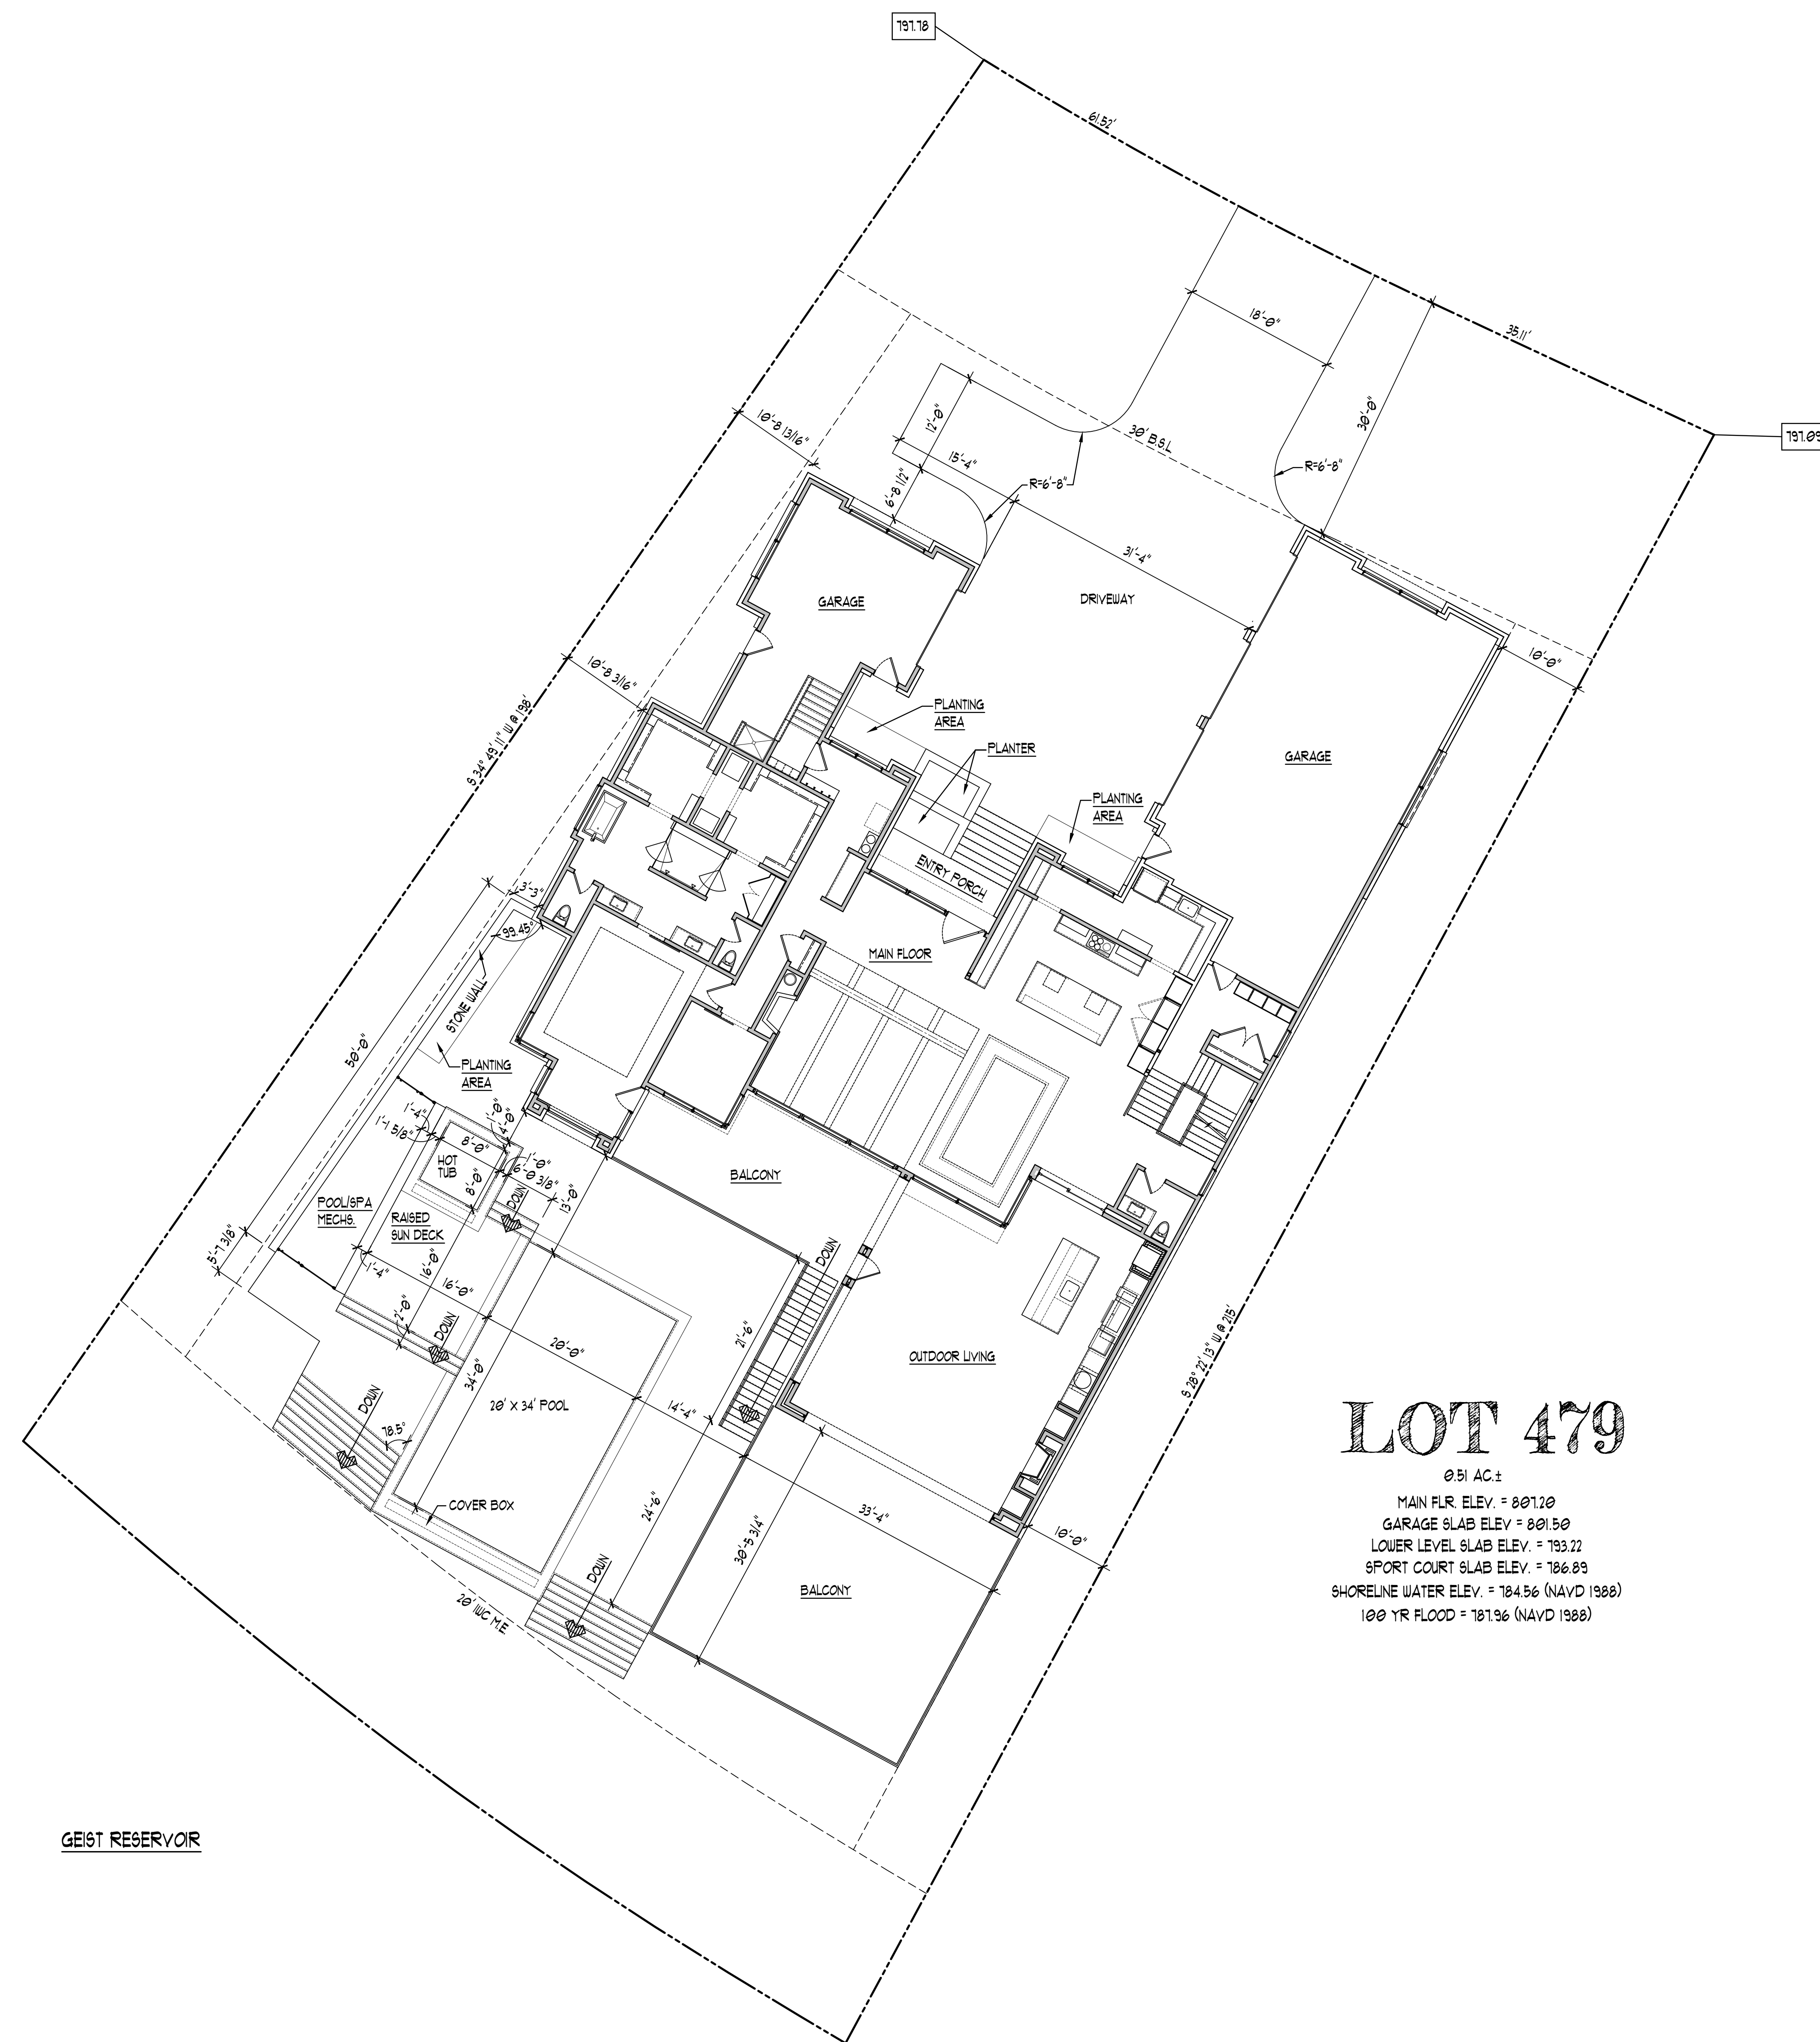 797.78
61.52'
35.11'
797.09
18'-0"
30'-0"
30' B.S.L
12'-0"
15'-4"
6'-8 1/2"
R=6'-8"
R=6'-8"
10'-8 13/16"
31'-4"
GARAGE
DRIVEWAY
10'-0"
10'-8 3/16"
PLANTING
AREA
PLANTER
GARAGE
S 34° 49' 11" W @ 198'
PLANTING
AREA
ENTRY PORCH
3'-3"
99.45°
MAIN FLOOR
STONE WALL
50'-0"
PLANTING
AREA
1'-4"
1'-1 5/8"
8'-0"
1'-0"
4'-0"
HOT
TUB
8'-0"
1'-0"
6'-0 3/8"
13'-0"
DOWN
BALCONY
POOL/SPA
MECHS.
RAISED
SUN DECK
5'-7 3/8"
1'-4"
16'-0"
16'-0"
2'-0"
DOWN
DOWN
20'-0"
34'-0"
21'-6"
OUTDOOR LIVING
S 28° 22' 13" W @ 215'
20' X 34' POOL
14'-4"
DOWN
78.5°
COVER BOX
24'-6"
33'-4"
30'-5 3/4"
10'-0"
DOWN
BALCONY
20' IWC M.E
LOT 479
0.51 AC.±
MAIN FLR. ELEV. = 807.20
GARAGE SLAB ELEV = 801.50
LOWER LEVEL SLAB ELEV. = 793.22
SPORT COURT SLAB ELEV. = 786.89
SHORELINE WATER ELEV. = 784.56 (NAVD 1988)
100 YR FLOOD = 787.96 (NAVD 1988)
GEIST RESERVOIR